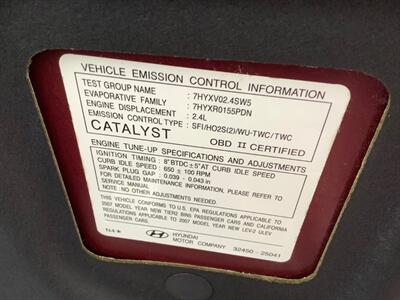 VEHICLE EMISSION CONTROL INFORMATION
TEST GROUP NAME : 7HYXV02.4SW5
EVAPORATIVE FAMILY : 7HYXR0155PDN
ENGINE DISPLACEMENT : 2.4L
EMISSION CONTROL TYPE : SFI/HO2S(2)/WU-TWC/TWC
CATALYST OBD II CERTIFIED
ENGINE TUNE-UP SPECIFICATIONS AND ADJUSTMENTS
IGNITION TIMING : 8°BTDC±5°AT CURB IDLE SPEED
CURB IDLE SPEED : 650 ± 100 RPM
SPARK PLUG GAP : 0.039 - 0.043 in
FOR DETAILED MAINTENANCE INFORMATION, PLEASE REFER TO
SERVICE MANUAL
NOTE : NO OTHER ADJUSTMENTS NEEDED.
THIS VEHICLE CONFORMS TO U.S. EPA REGULATIONS APPLICABLE TO
2007 MODEL YEAR NEW TIER2 BIN5 PASSENGER CARS AND CALIFORNIA
REGULATIONS APPLICABLE TO 2007 MODEL YEAR NEW LEV-2 ULEV
PASSENGER CARS.
HYUNDAI
MOTOR COMPANY 32450-25041